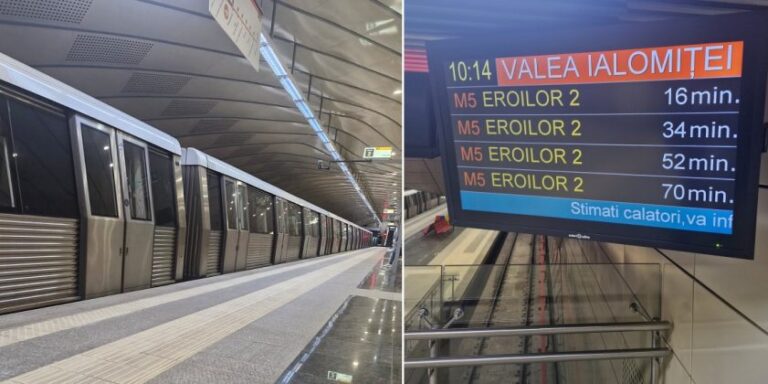 10:14 VALEA IALOMIȚEI
M5 EROILOR 2 16 min.
M5 EROILOR 2 34 min.
M5 EROILOR 2 52 min.
M5 EROILOR 2 70 min.
Stimati calatori,va inf